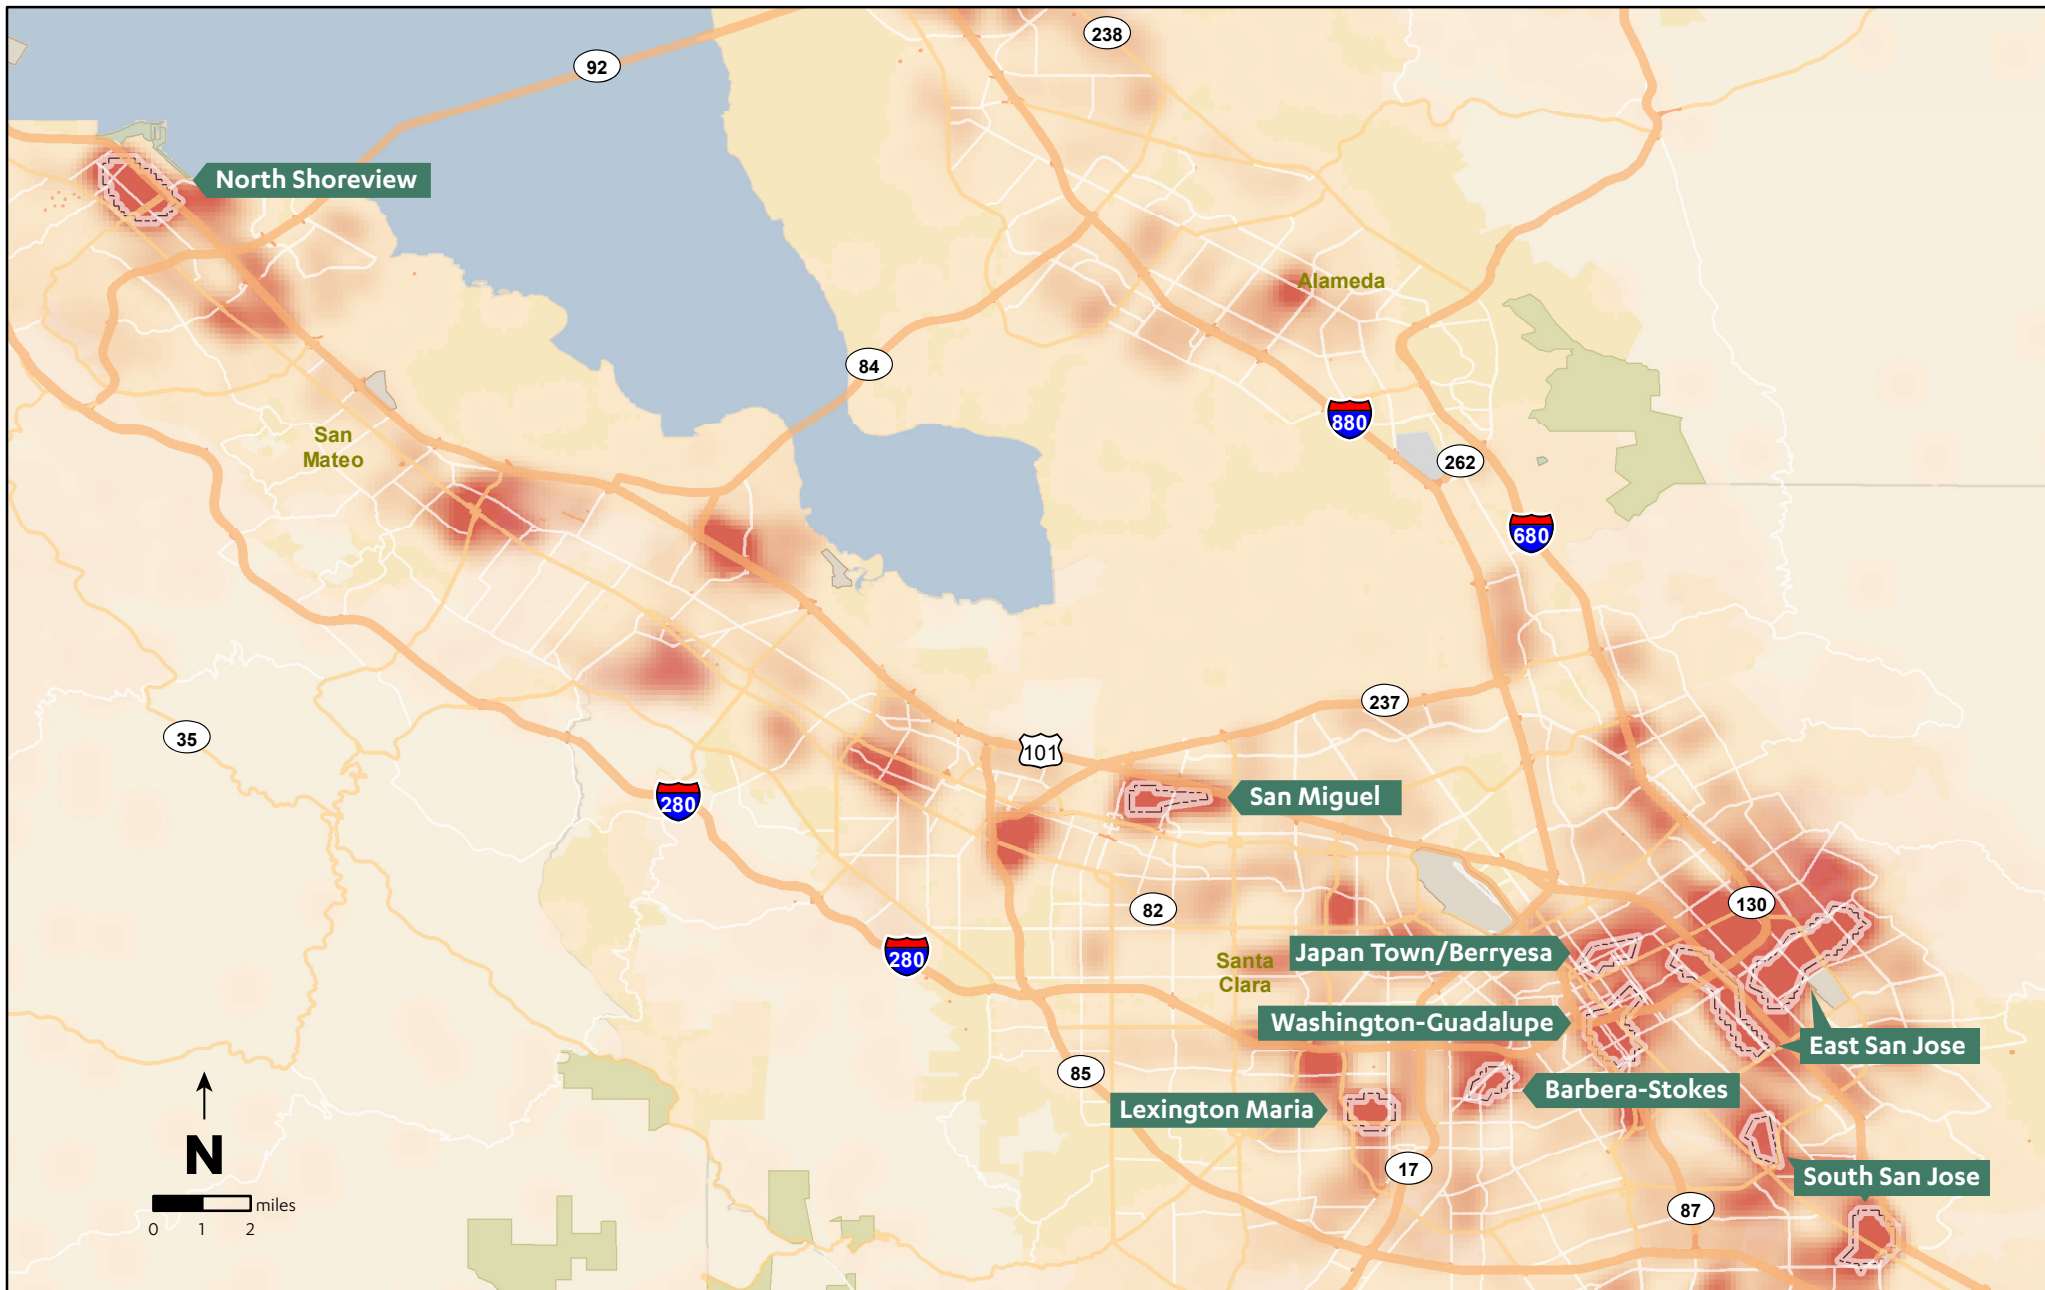 238
92
North Shoreview
Alameda
84
880
San
Mateo
262
680
237
35
101
280
San Miguel
130
82
280
Japan Town/Berryesa
Santa
Clara
Washington-Guadalupe
East San Jose
85
Barbera-Stokes
Lexington Maria
N
17
South San Jose
miles
0 1 2
87